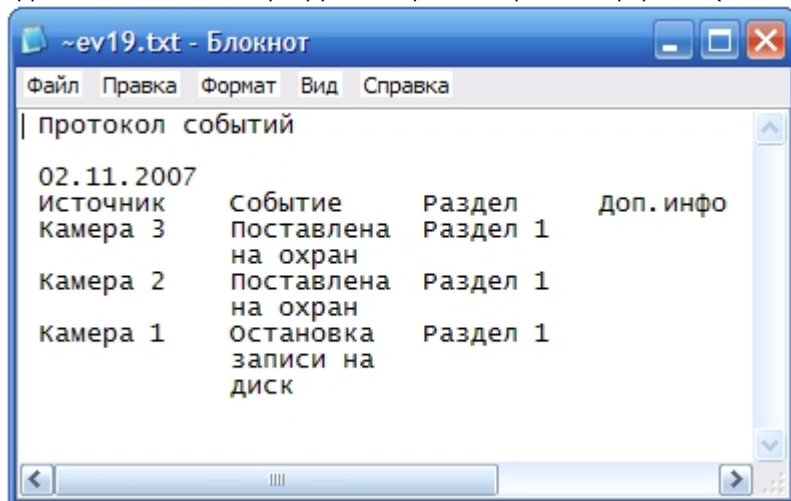 ~ev19.txt - Блокнот
Файл Правка Формат Вид Справка
Протокол событий
02.11.2007
Источник Событие Раздел Доп.инфо
Камера 3 Поставлена Раздел 1
на охран
Камера 2 Поставлена Раздел 1
на охран
Камера 1 Остановка Раздел 1
записи на
диск